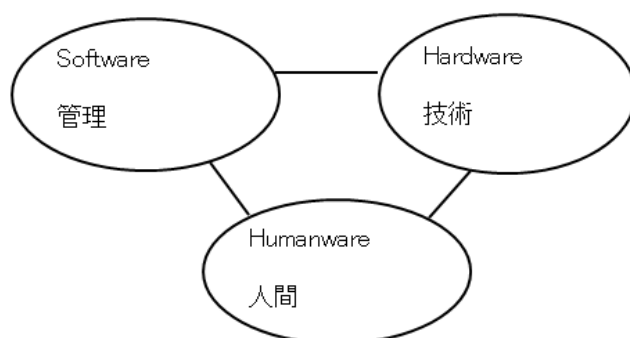 Software
管理
Hardware
技術
Humanware
人間